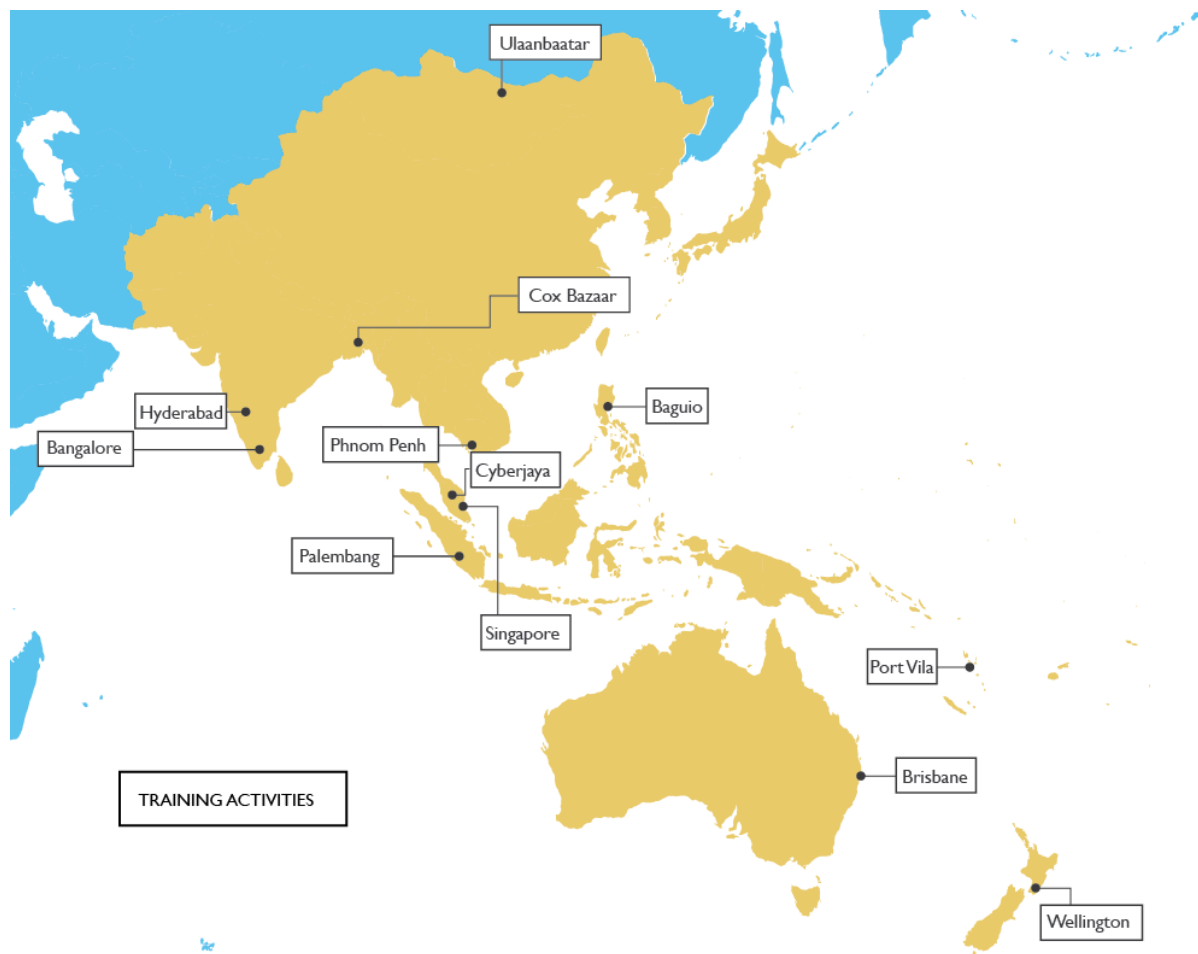 Ulaanbaatar
Cox Bazaar
Hyderabad
Baguio
Bangalore
Phnom Penh
Cyberjaya
Palembang
Singapore
Port Vila
Brisbane
TRAINING ACTIVITIES
Wellington